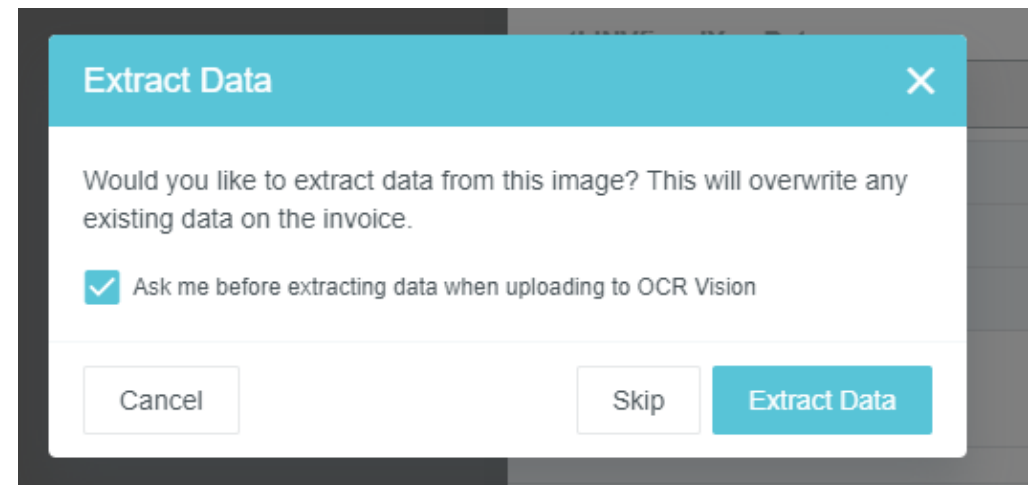 Extract Data
Would you like to extract data from this image? This will overwrite any
existing data on the invoice.
Ask me before extracting data when uploading to OCR Vision
Cancel
Skip
Extract Data